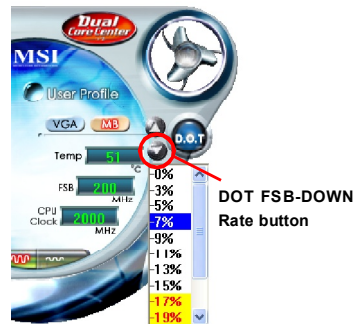 Dual
Core Center
MSI
User Profile
VGA MB
D.O.T
Temp 51 °C
FSB 200 MHz
CPU Clock 2000 MHz
-0%
-3%
-5%
-7%
-9%
-11%
-13%
-15%
-17%
-19%
DOT FSB-DOWN
Rate button